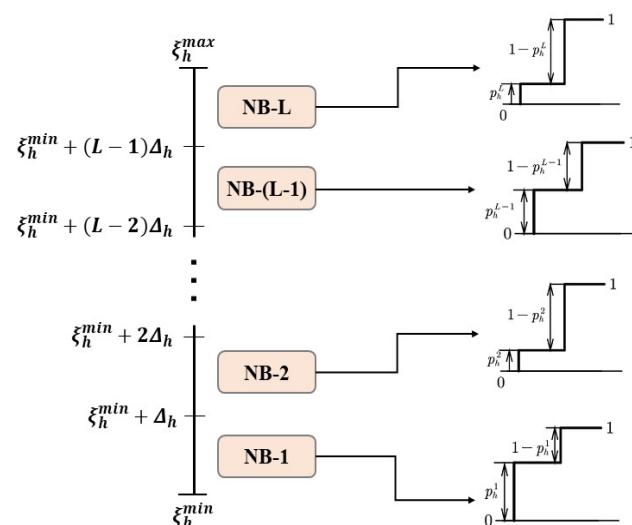 ξ_h^{max}
1
1 − p_h^L
p_h^L
NB-L
0
ξ_h^{min} + (L − 1)Δ_h
1
1 − p_h^{L−1}
NB-(L-1)
p_h^{L−1}
ξ_h^{min} + (L − 2)Δ_h
0
1
1 − p_h^2
ξ_h^{min} + 2Δ_h
p_h^2
NB-2
0
ξ_h^{min} + Δ_h
1
1 − p_h^1
NB-1
p_h^1
ξ_h^{min}
0